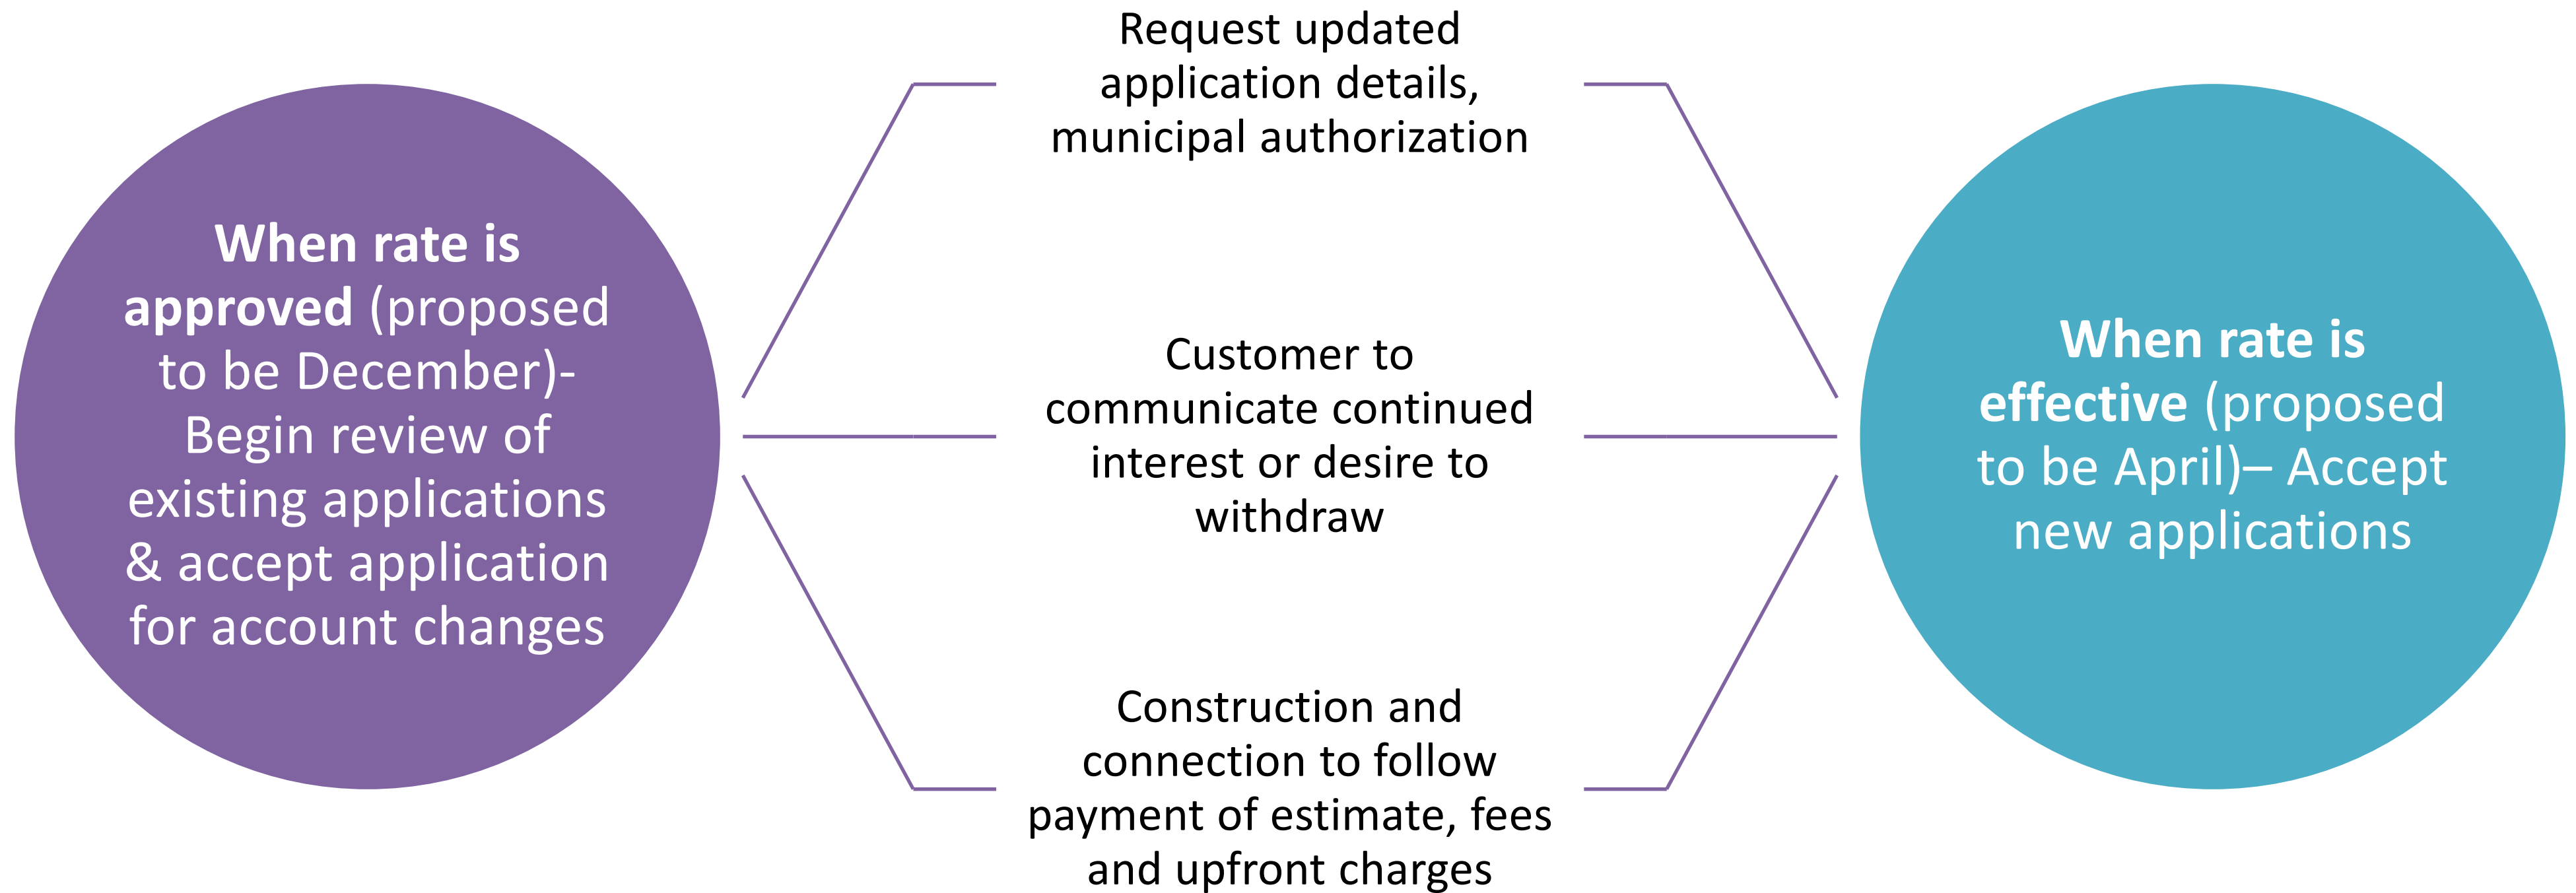 When rate is
approved (proposed
to be December)-
Begin review of
existing applications
& accept application
for account changes
Request updated
application details,
municipal authorization
Customer to
communicate continued
interest or desire to
withdraw
Construction and
connection to follow
payment of estimate, fees
and upfront charges
When rate is
effective (proposed
to be April)– Accept
new applications